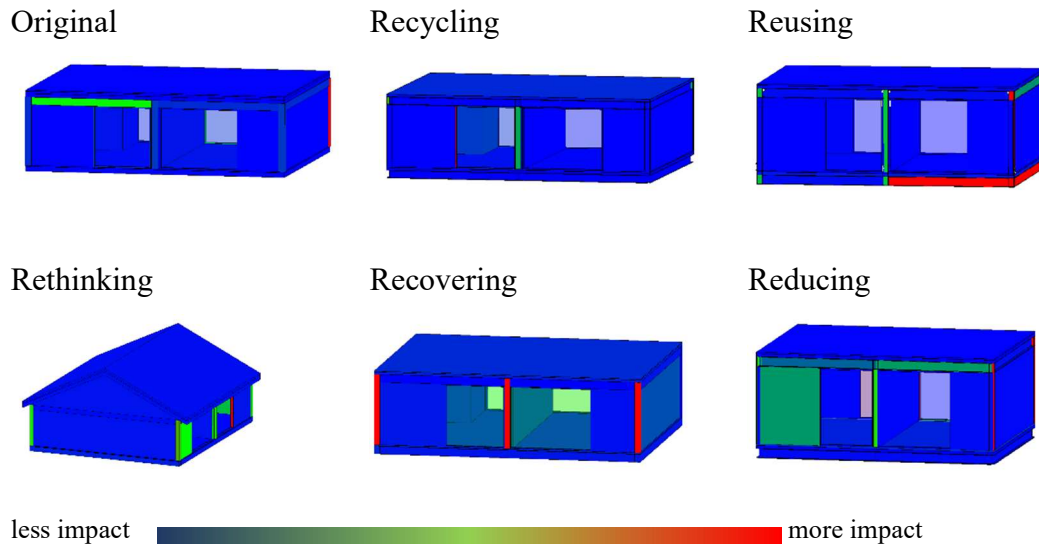 Original
Recycling
Reusing
Rethinking
Recovering
Reducing
less impact
more impact